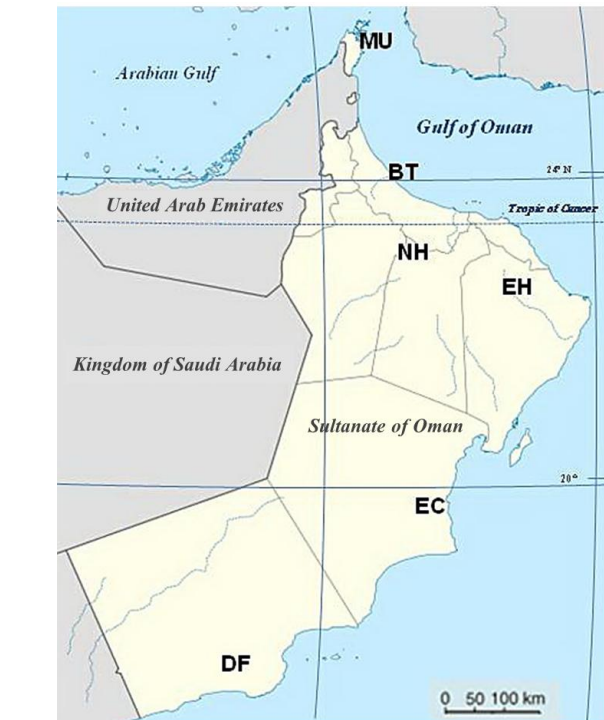 MU
Arabian Gulf
Gulf of Oman
BT
24° N
United Arab Emirates
Tropic of Cancer
NH
EH
Kingdom of Saudi Arabia
Sultanate of Oman
20°
EC
DF
0 50 100 km